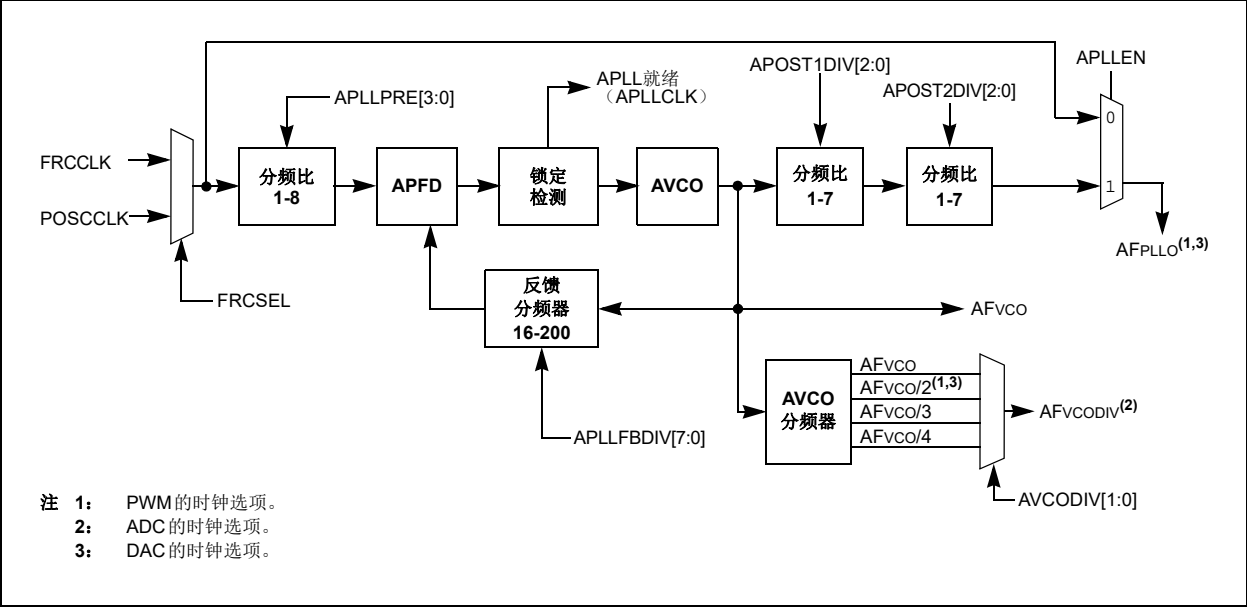 APLLPRE[3:0]
APLL就绪
（APLLCLK）
APOST1DIV[2:0]
APOST2DIV[2:0]
APLLEN
0
1
FRCCLK
POSCCLK
FRCSEL
分频比
1-8
APFD
锁定
检测
AVCO
分频比
1-7
分频比
1-7
AFPLLO(1,3)
反馈
分频器
16-200
AFVCO
APLLFBDIV[7:0]
AVCO
分频器
AFVCO
AFVCO/2(1,3)
AFVCO/3
AFVCO/4
AFVCODIV(2)
AVCODIV[1:0]
注 1： PWM的时钟选项。
2： ADC的时钟选项。
3： DAC的时钟选项。